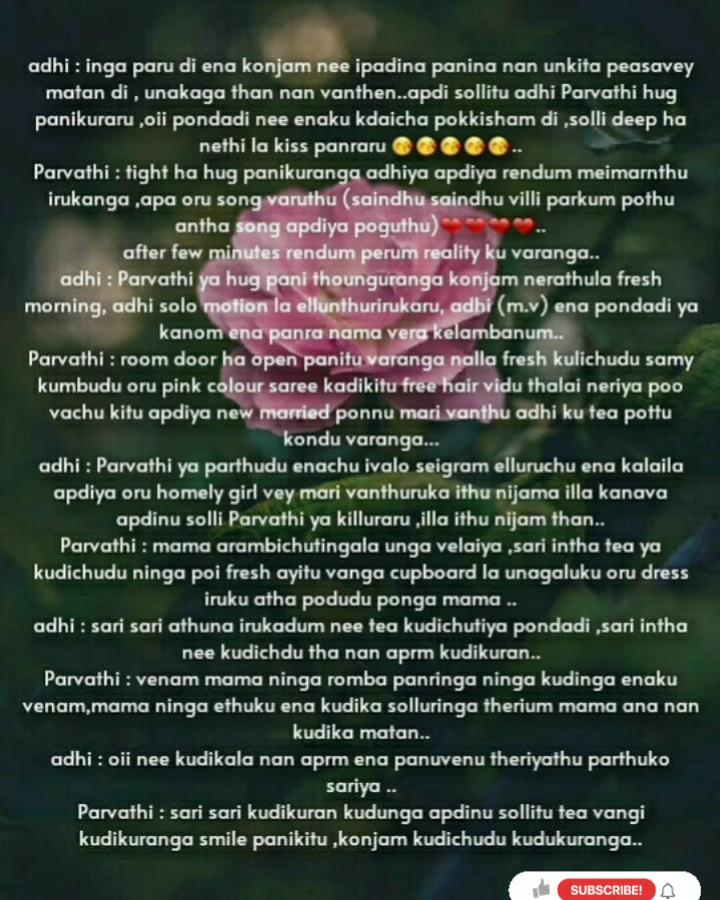 adhi : inga paru di ena konjam nee ipadina panina nan unkita peasavey
matan di , unakaga than nan vanthen..apdi sollitu adhi Parvathi hug
panikuraru ,oii pondadi nee enaku kdaicha pokkisham di ,solli deep ha
nethi la kiss panraru 😚😚😚😚😚..
Parvathi : tight ha hug panikuranga adhiya apdiya rendum meimarnthu
irukanga ,apa oru song varuthu (saindhu saindhu villi parkum pothu
antha song apdiya poguthu)❤️❤️❤️❤️..
after few minutes rendum perum reality ku varanga..
adhi : Parvathi ya hug pani thounguranga konjam nerathula fresh
morning, adhi solo motion la ellunthurirukaru, adhi (m.v) ena pondadi ya
kanom ena panra nama vera kelambanum..
Parvathi : room door ha open panitu varanga nalla fresh kulichudu samy
kumbudu oru pink colour saree kadikitu free hair vidu thalai neriya poo
vachu kitu apdiya new married ponnu mari vanthu adhi ku tea pottu
kondu varanga...
adhi : Parvathi ya parthudu enachu ivalo seigram elluruchu ena kalaila
apdiya oru homely girl vey mari vanthuruka ithu nijama illa kanava
apdinu solli Parvathi ya killuraru ,illa ithu nijam than..
Parvathi : mama arambichutingala unga velaiya ,sari intha tea ya
kudichudu ninga poi fresh ayitu vanga cupboard la unagaluku oru dress
iruku atha podudu ponga mama ..
adhi : sari sari athuna irukadum nee tea kudichutiya pondadi ,sari intha
nee kudichdu tha nan aprm kudikuran..
Parvathi : venam mama ninga romba panringa ninga kudinga enaku
venam,mama ninga ethuku ena kudika solluringa therium mama ana nan
kudika matan..
adhi : oii nee kudikala nan aprm ena panuvenu theriyathu parthuko
sariya ..
Parvathi : sari sari kudikuran kudunga apdinu sollitu tea vangi
kudikuranga smile panikitu ,konjam kudichudu kudukuranga..
SUBSCRIBE!